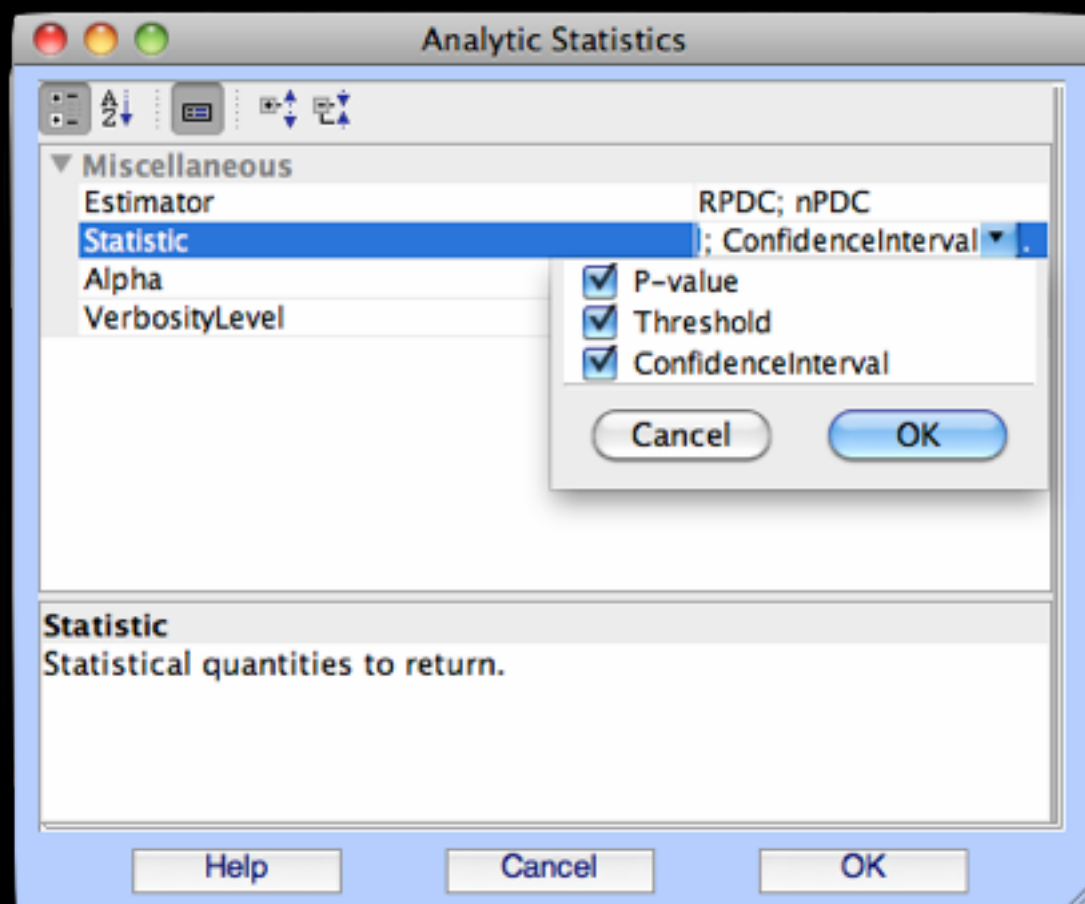 Analytic Statistics
Miscellaneous
Estimator RPDC; nPDC
Statistic ; ConfidenceInterval .
Alpha
VerbosityLevel
P-value
Threshold
ConfidenceInterval
Cancel OK
Statistic
Statistical quantities to return.
Help Cancel OK